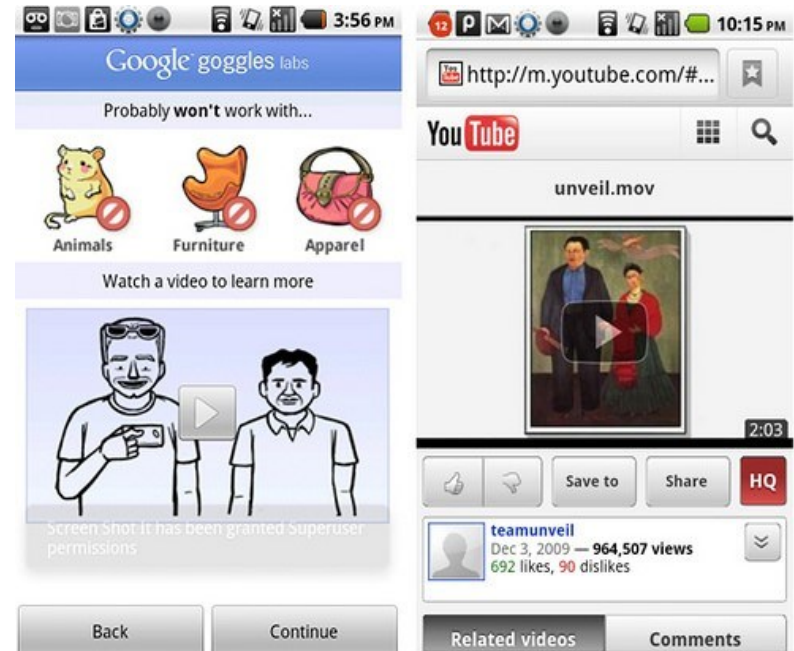 3:56 PM
Google goggles labs
Probably won't work with...
Animals Furniture Apparel
Watch a video to learn more
Screen Shot It has been granted Superuser
permissions
Back Continue
12 10:15 PM
http://m.youtube.com/#...
YouTube
unveil.mov
2:03
Save to Share HQ
teamunveil
Dec 3, 2009 — 964,507 views
692 likes, 90 dislikes
Related videos Comments